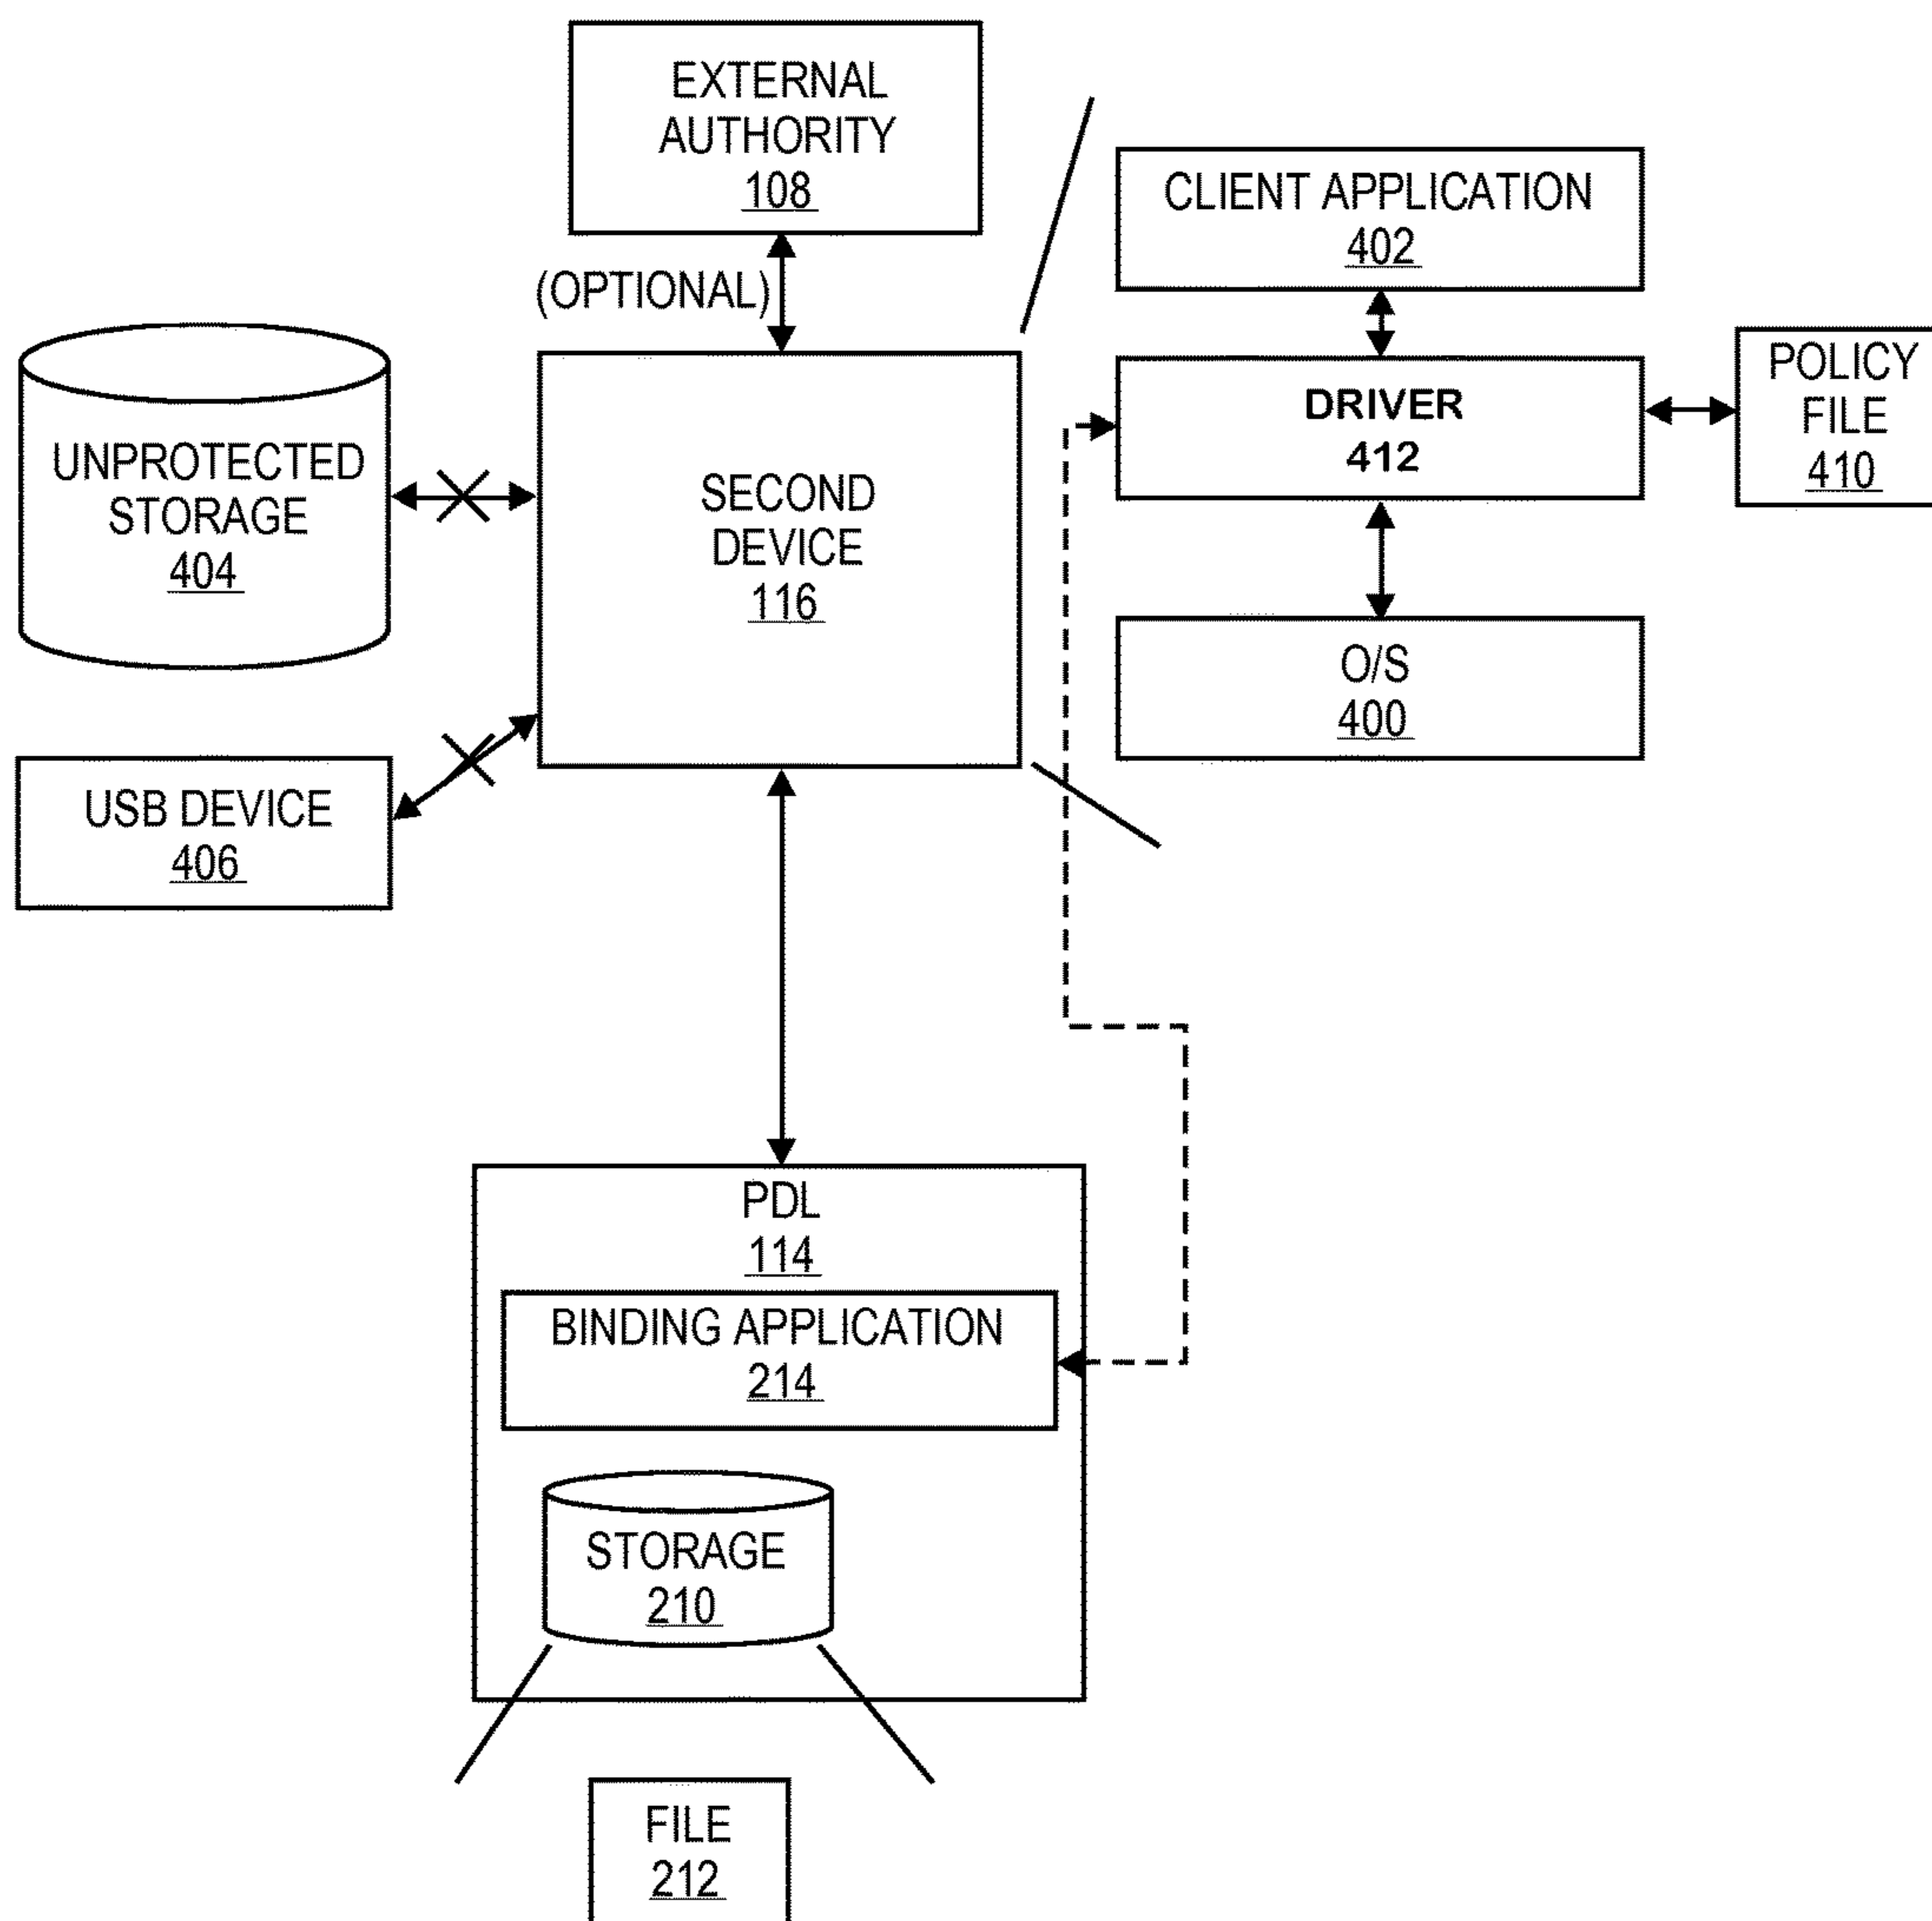 EXTERNAL
AUTHORITY
108
(OPTIONAL)
CLIENT APPLICATION
402
DRIVER
412
POLICY
FILE
410
O/S
400
UNPROTECTED
STORAGE
404
SECOND
DEVICE
116
USB DEVICE
406
PDL
114
BINDING APPLICATION
214
STORAGE
210
FILE
212